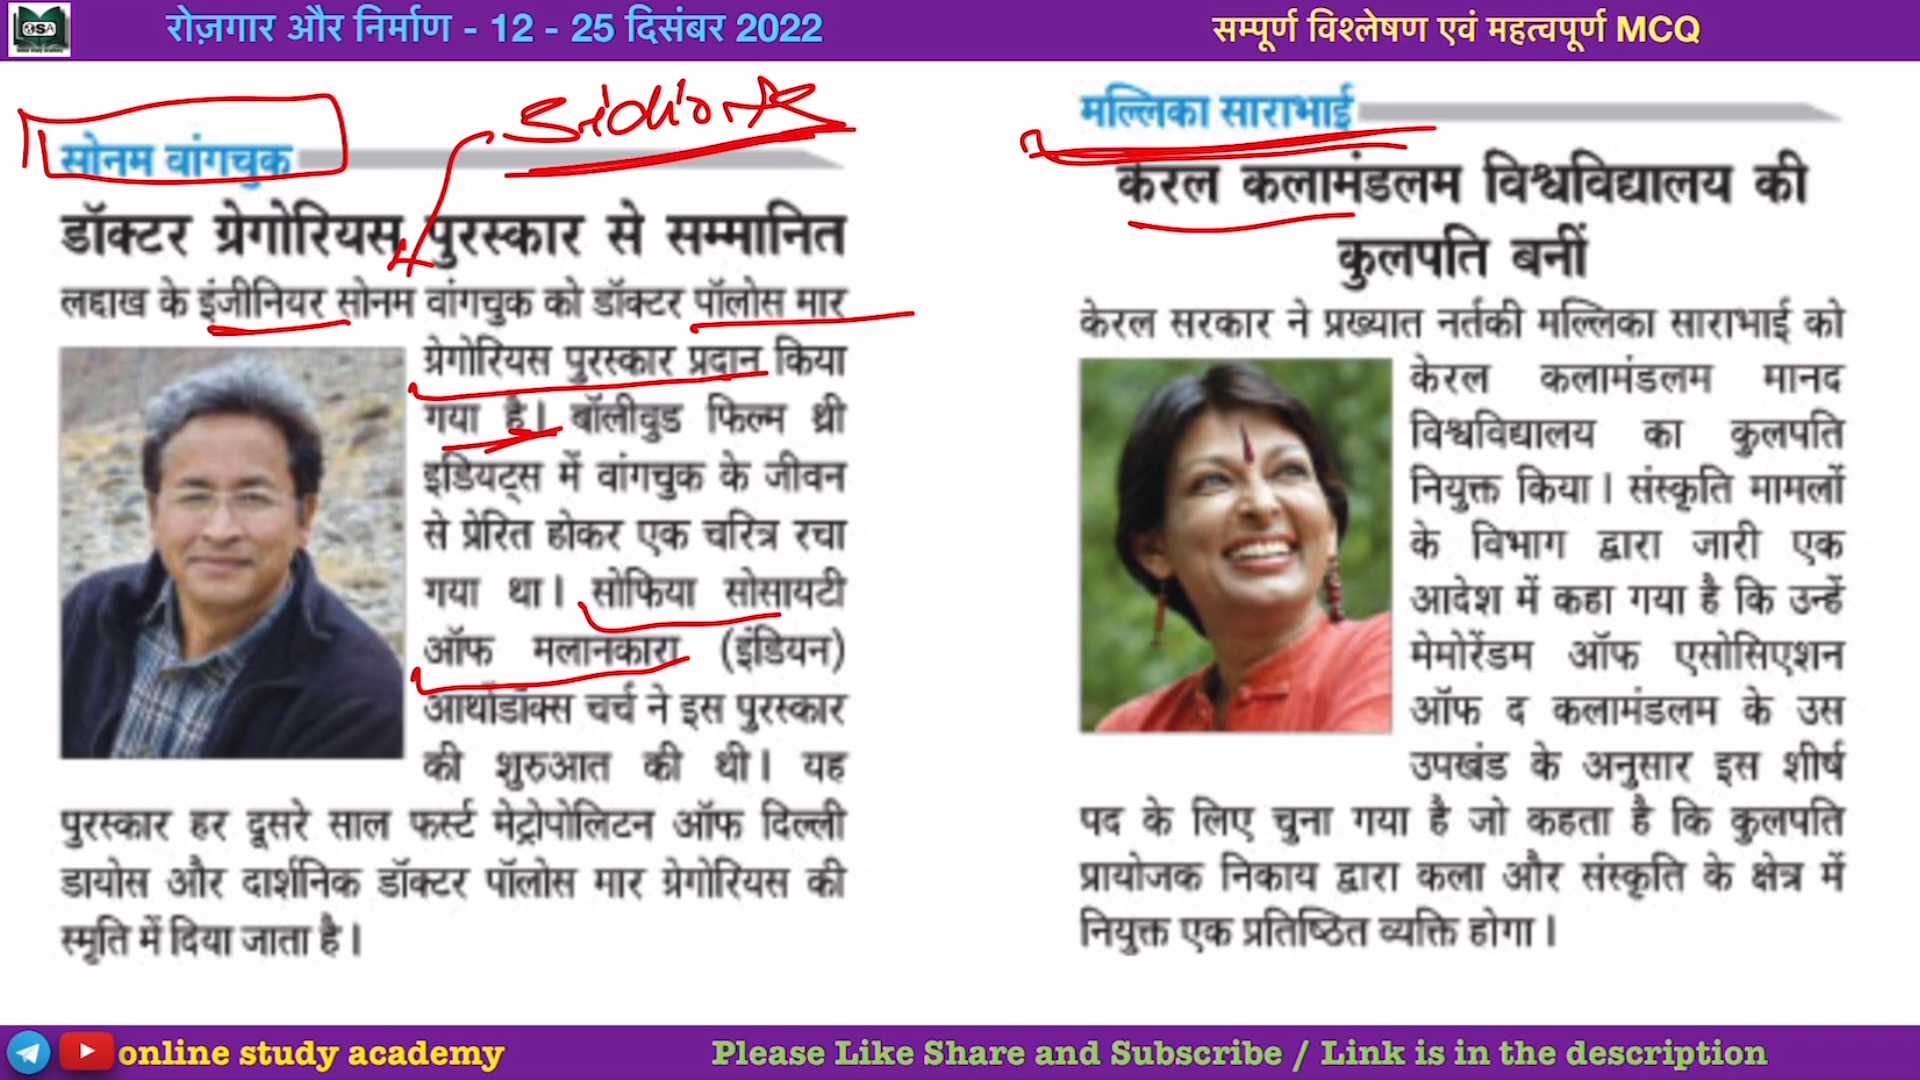 रोज़गार और निर्माण - 12 - 25 दिसंबर 2022
सम्पूर्ण विश्लेषण एवं महत्वपूर्ण MCQ
सोनम वांगचुक
डॉक्टर ग्रेगोरियस पुरस्कार से सम्मानित
लद्दाख के इंजीनियर सोनम वांगचुक को डॉक्टर पॉलोस मार
ग्रेगोरियस पुरस्कार प्रदान किया
गया है। बॉलीवुड फिल्म थ्री
इडियट्स में वांगचुक के जीवन
से प्रेरित होकर एक चरित्र रचा
गया था। सोफिया सोसायटी
ऑफ मलानकारा (इंडियन)
आर्थोडॉक्स चर्च ने इस पुरस्कार
की शुरुआत की थी। यह
पुरस्कार हर दूसरे साल फर्स्ट मेट्रोपोलिटन ऑफ दिल्ली
डायोस और दार्शनिक डॉक्टर पॉलोस मार ग्रेगोरियस की
स्मृति में दिया जाता है।
मल्लिका साराभाई
केरल कलामंडलम विश्वविद्यालय की
कुलपति बनीं
केरल सरकार ने प्रख्यात नर्तकी मल्लिका साराभाई को
केरल कलामंडलम मानद
विश्वविद्यालय का कुलपति
नियुक्त किया। संस्कृति मामलों
के विभाग द्वारा जारी एक
आदेश में कहा गया है कि उन्हें
मेमोरेंडम ऑफ एसोसिएशन
ऑफ द कलामंडलम के उस
उपखंड के अनुसार इस शीर्ष
पद के लिए चुना गया है जो कहता है कि कुलपति
प्रायोजक निकाय द्वारा कला और संस्कृति के क्षेत्र में
नियुक्त एक प्रतिष्ठित व्यक्ति होगा।
online study academy
Please Like Share and Subscribe / Link is in the description